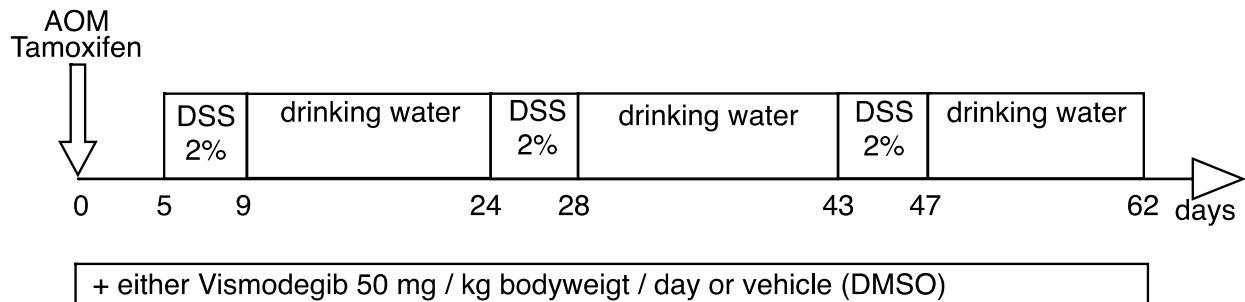 AOM
Tamoxifen
DSS
2%
drinking water
DSS
2%
drinking water
DSS
2%
drinking water
0 5 9 24 28 43 47 62 days
+ either Vismodegib 50 mg / kg bodyweigt / day or vehicle (DMSO)